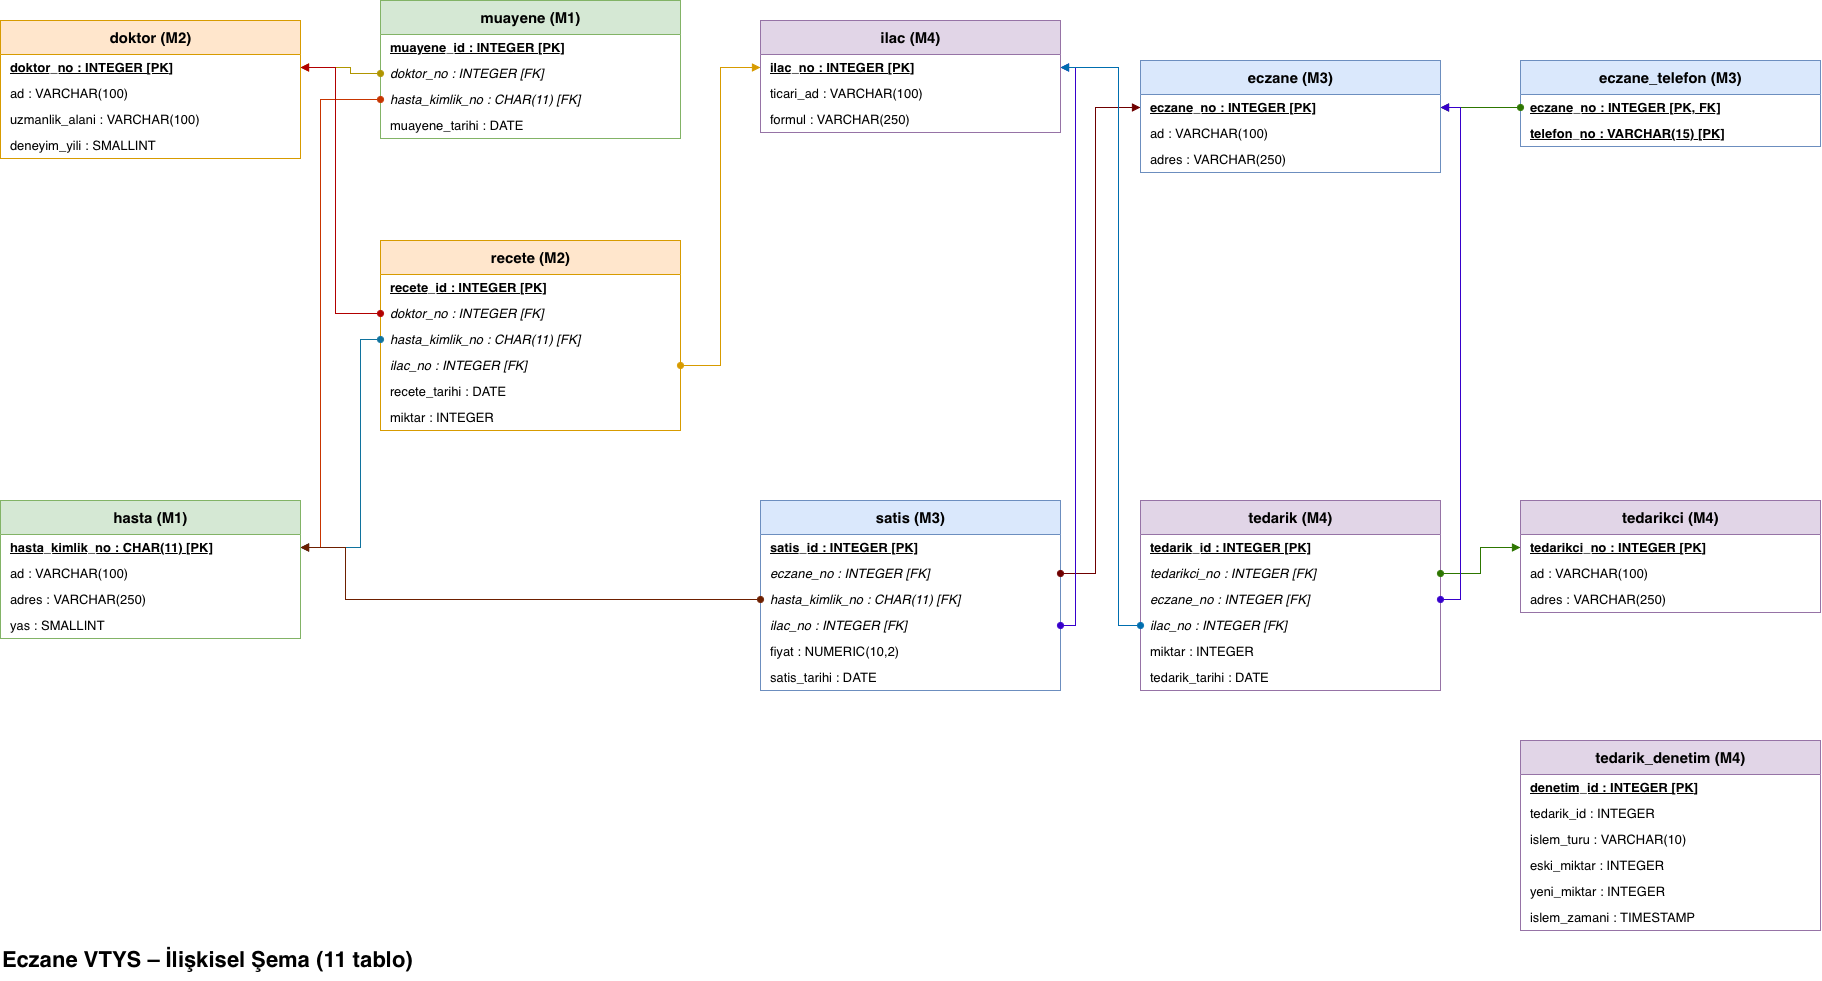 doktor (M2)
doktor_no : INTEGER [PK]
ad : VARCHAR(100)
uzmanlik_alani : VARCHAR(100)
deneyim_yili : SMALLINT
muayene (M1)
muayene_id : INTEGER [PK]
doktor_no : INTEGER [FK]
hasta_kimlik_no : CHAR(11) [FK]
muayene_tarihi : DATE
ilac (M4)
ilac_no : INTEGER [PK]
ticari_ad : VARCHAR(100)
formul : VARCHAR(250)
eczane (M3)
eczane_no : INTEGER [PK]
ad : VARCHAR(100)
adres : VARCHAR(250)
eczane_telefon (M3)
eczane_no : INTEGER [PK, FK]
telefon_no : VARCHAR(15) [PK]
recete (M2)
recete_id : INTEGER [PK]
doktor_no : INTEGER [FK]
hasta_kimlik_no : CHAR(11) [FK]
ilac_no : INTEGER [FK]
recete_tarihi : DATE
miktar : INTEGER
hasta (M1)
hasta_kimlik_no : CHAR(11) [PK]
ad : VARCHAR(100)
adres : VARCHAR(250)
yas : SMALLINT
satis (M3)
satis_id : INTEGER [PK]
eczane_no : INTEGER [FK]
hasta_kimlik_no : CHAR(11) [FK]
ilac_no : INTEGER [FK]
fiyat : NUMERIC(10,2)
satis_tarihi : DATE
tedarik (M4)
tedarik_id : INTEGER [PK]
tedarikci_no : INTEGER [FK]
eczane_no : INTEGER [FK]
ilac_no : INTEGER [FK]
miktar : INTEGER
tedarik_tarihi : DATE
tedarikci (M4)
tedarikci_no : INTEGER [PK]
ad : VARCHAR(100)
adres : VARCHAR(250)
tedarik_denetim (M4)
denetim_id : INTEGER [PK]
tedarik_id : INTEGER
islem_turu : VARCHAR(10)
eski_miktar : INTEGER
yeni_miktar : INTEGER
islem_zamani : TIMESTAMP
Eczane VTYS – İlişkisel Şema (11 tablo)